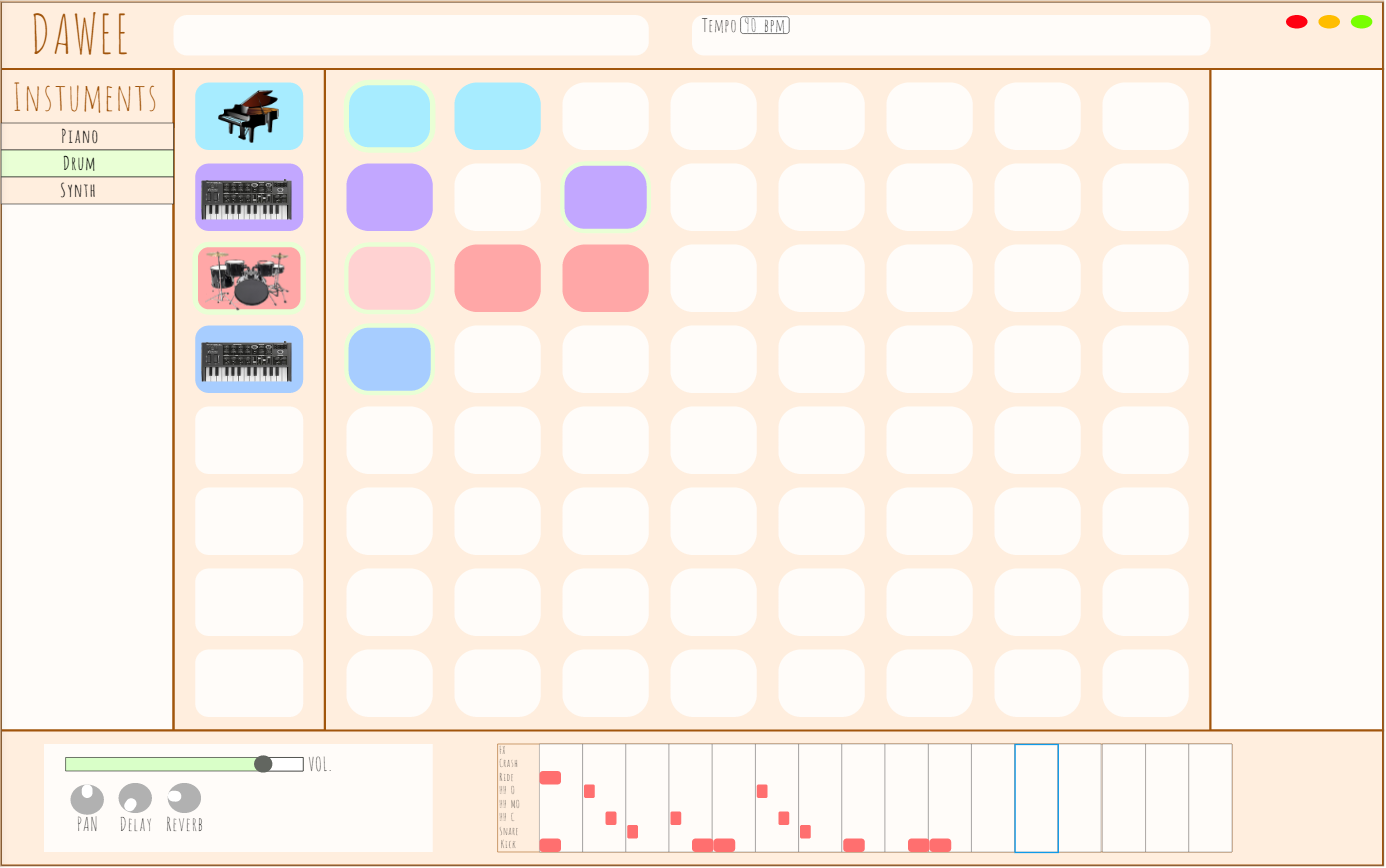 DAWEE
Tempo 90 BPM
Instuments
Piano
Drum
Synth
VOL.
PAN Delay Reverb
FX
Crash
Ride
HH O
HH MO
HH C
Snare
Kick